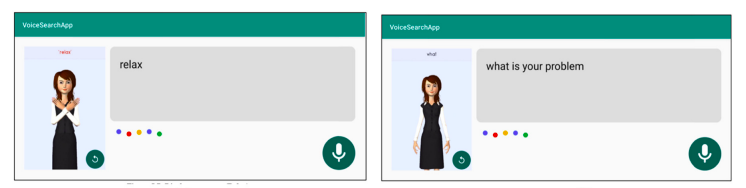 VoiceSearchApp
relax
relax
VoiceSearchApp
what
what is your problem